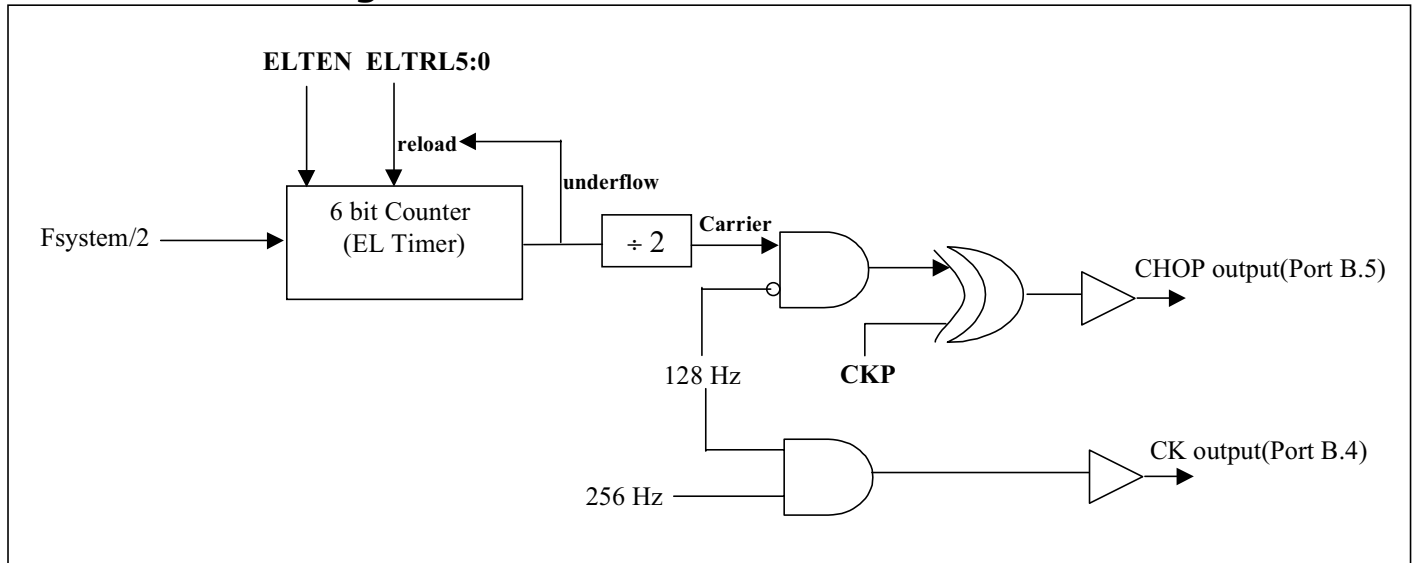 ELTEN ELTRL5:0
reload
underflow
6 bit Counter
(EL Timer)
Fsystem/2
÷ 2
Carrier
CHOP output(Port B.5)
128 Hz
CKP
CK output(Port B.4)
256 Hz